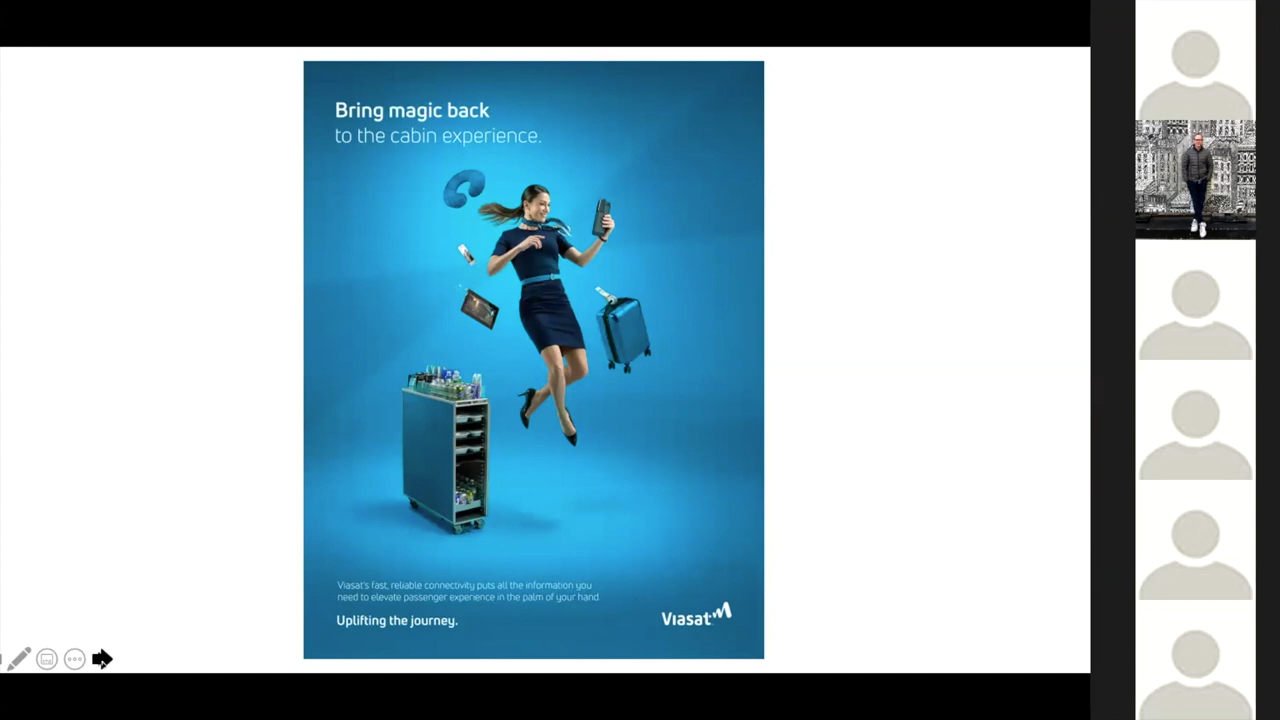 Bring magic back
to the cabin experience.
Viasat's fast, reliable connectivity puts all the information you
need to elevate passenger experience in the palm of your hand
Uplifting the journey.
Viasat